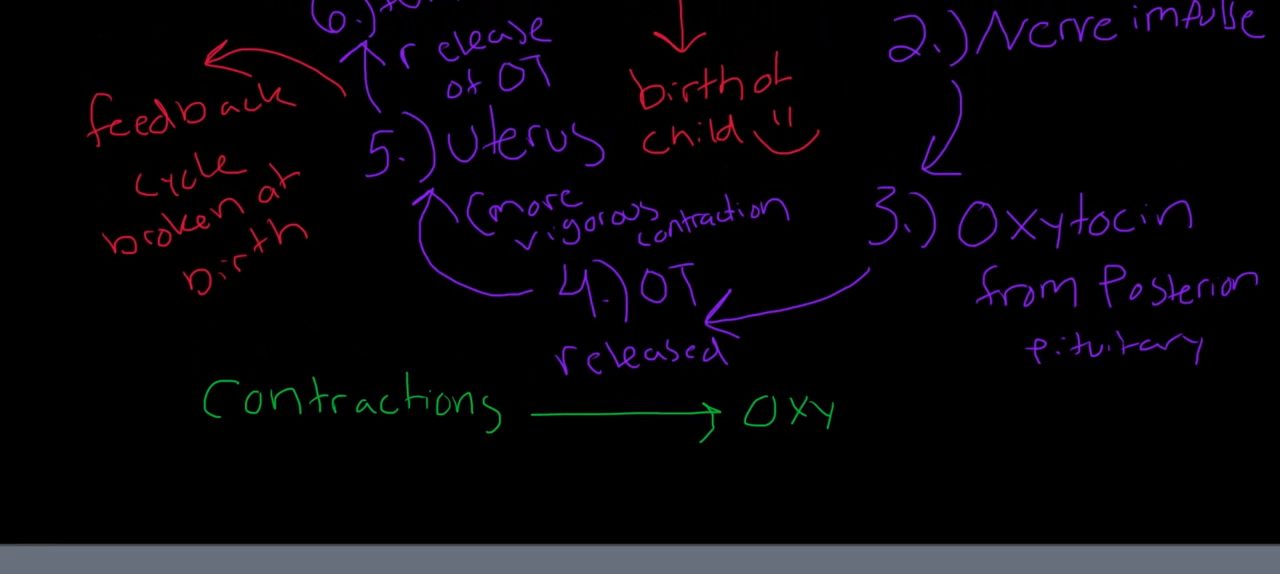 6.)
release
of OT
2.) Nerve impulse
birth of
child
feedback
cycle
broken at
birth
5.) Uterus
(more
vigorous
contraction
3.) Oxytocin
from Posterior
pituitary
4.) OT
released
Contractions → oxy